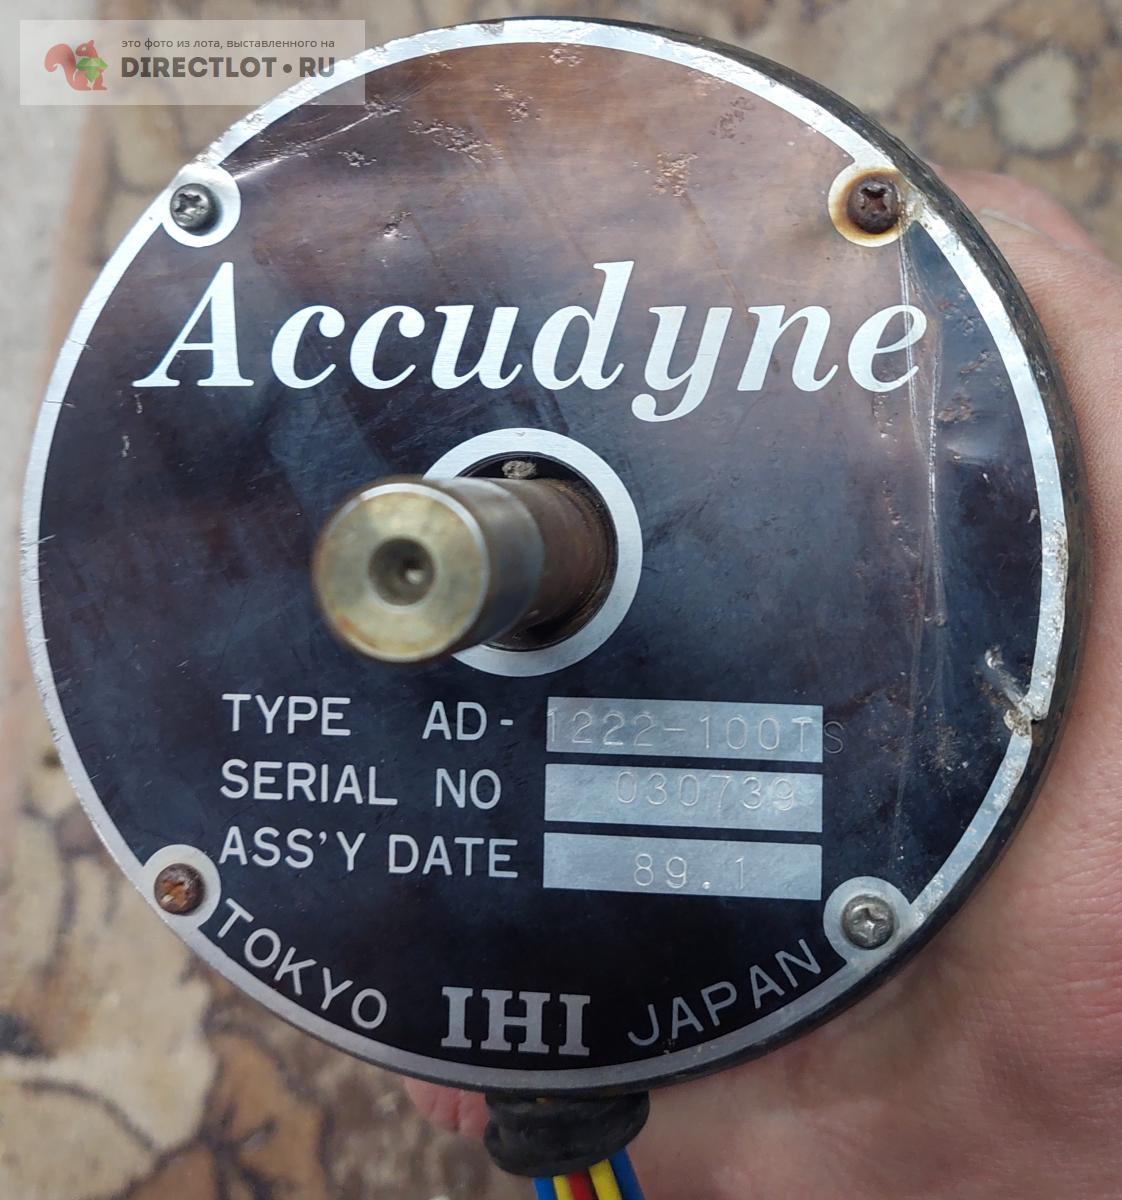 это фото из лота, выставленного на
DIRECTLOT•RU
Accudyne
TYPE AD- 1222-100TS
SERIAL NO 030739
ASS'Y DATE 89.1
TOKYO IHI JAPAN